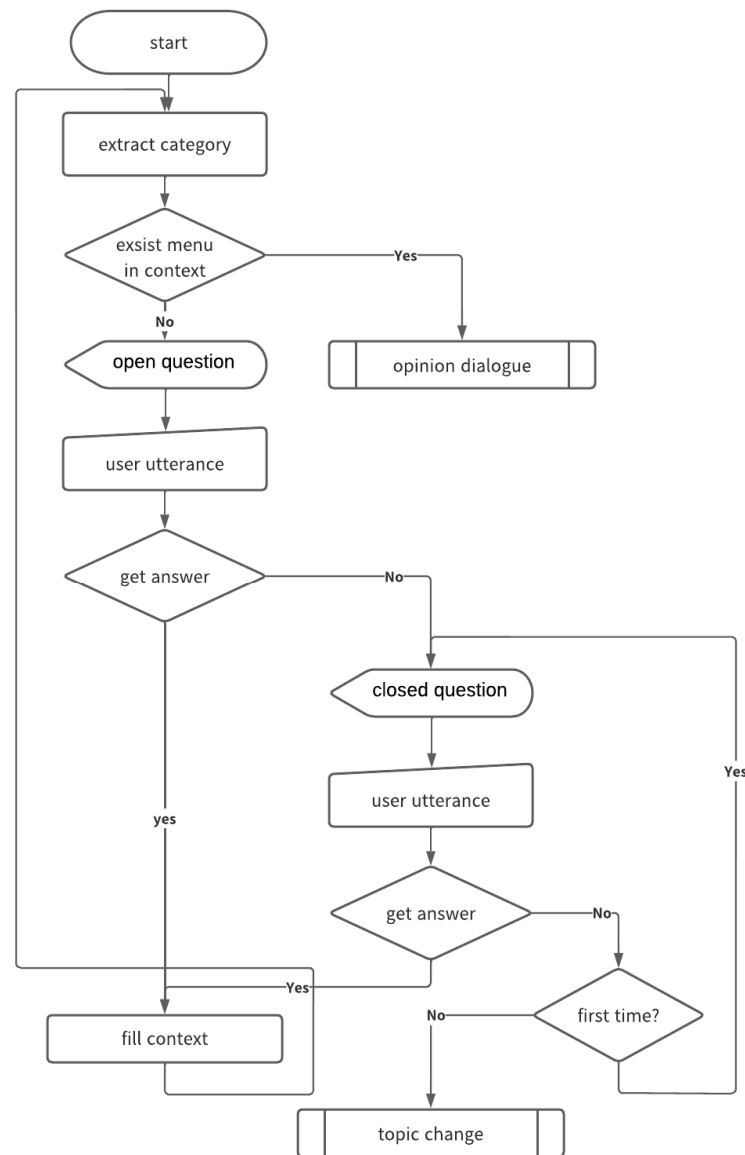 start
extract category
exsist menu
in context
Yes
No
open question
opinion dialogue
user utterance
get answer
No
closed question
Yes
user utterance
yes
get answer
No
Yes
first time?
No
fill context
topic change